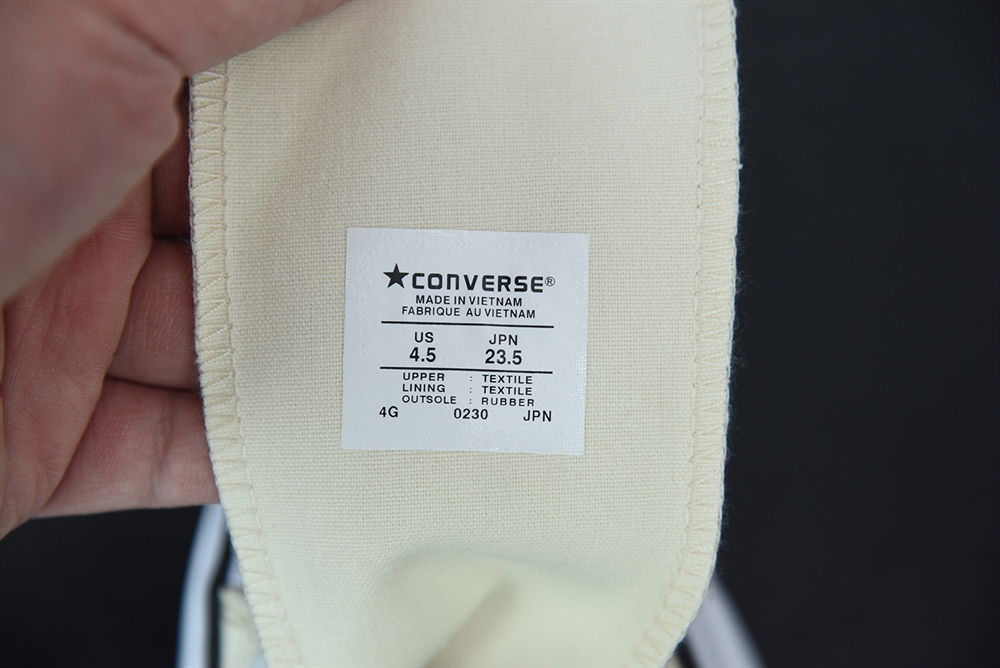 ★CONVERSE®
MADE IN VIETNAM
FABRIQUE AU VIETNAM
US JPN
4.5 23.5
UPPER : TEXTILE
LINING : TEXTILE
OUTSOLE : RUBBER
4G 0230 JPN